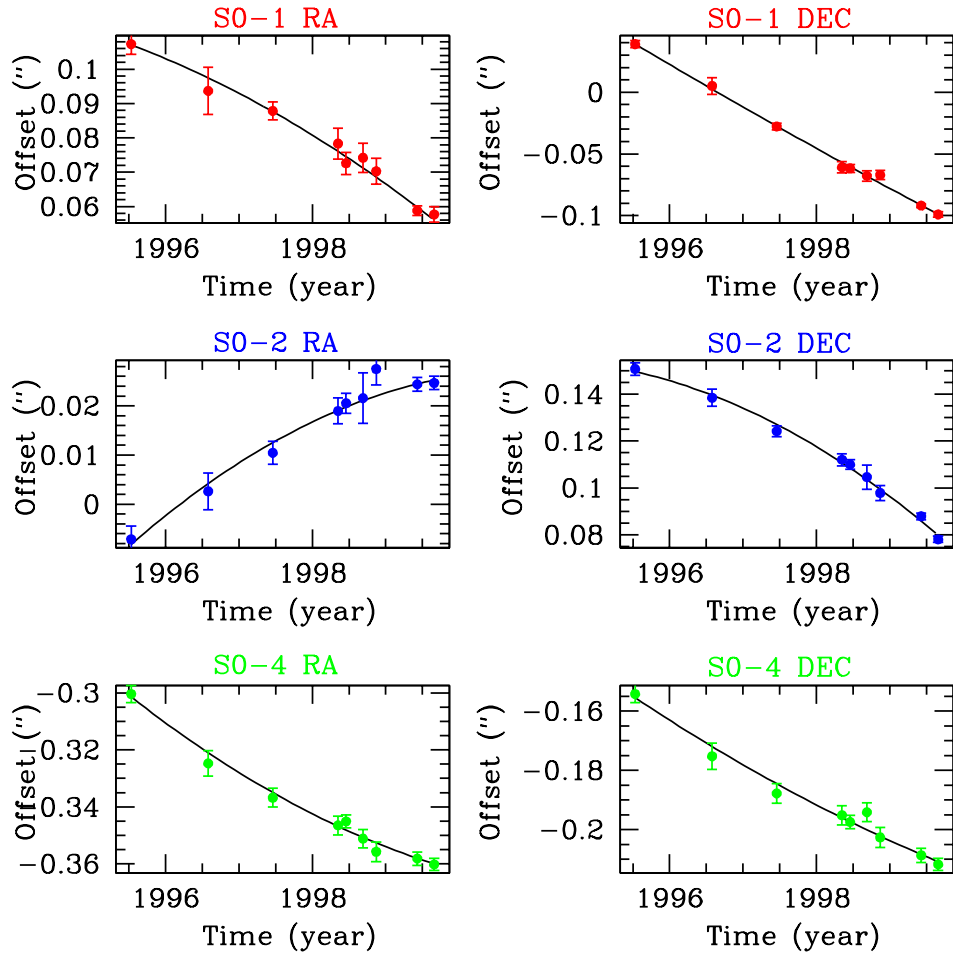 S0-1 RA
S0-1 DEC
Offset (")
0.1
0.09
0.08
0.07
0.06
1996
1998
Time (year)
Offset (")
0
-0.05
-0.1
1996
1998
Time (year)
S0-2 RA
S0-2 DEC
Offset (")
0.02
0.01
0
1996
1998
Time (year)
Offset (")
0.14
0.12
0.1
0.08
1996
1998
Time (year)
S0-4 RA
S0-4 DEC
Offset (")
-0.3
-0.32
-0.34
-0.36
1996
1998
Time (year)
Offset (")
-0.16
-0.18
-0.2
1996
1998
Time (year)